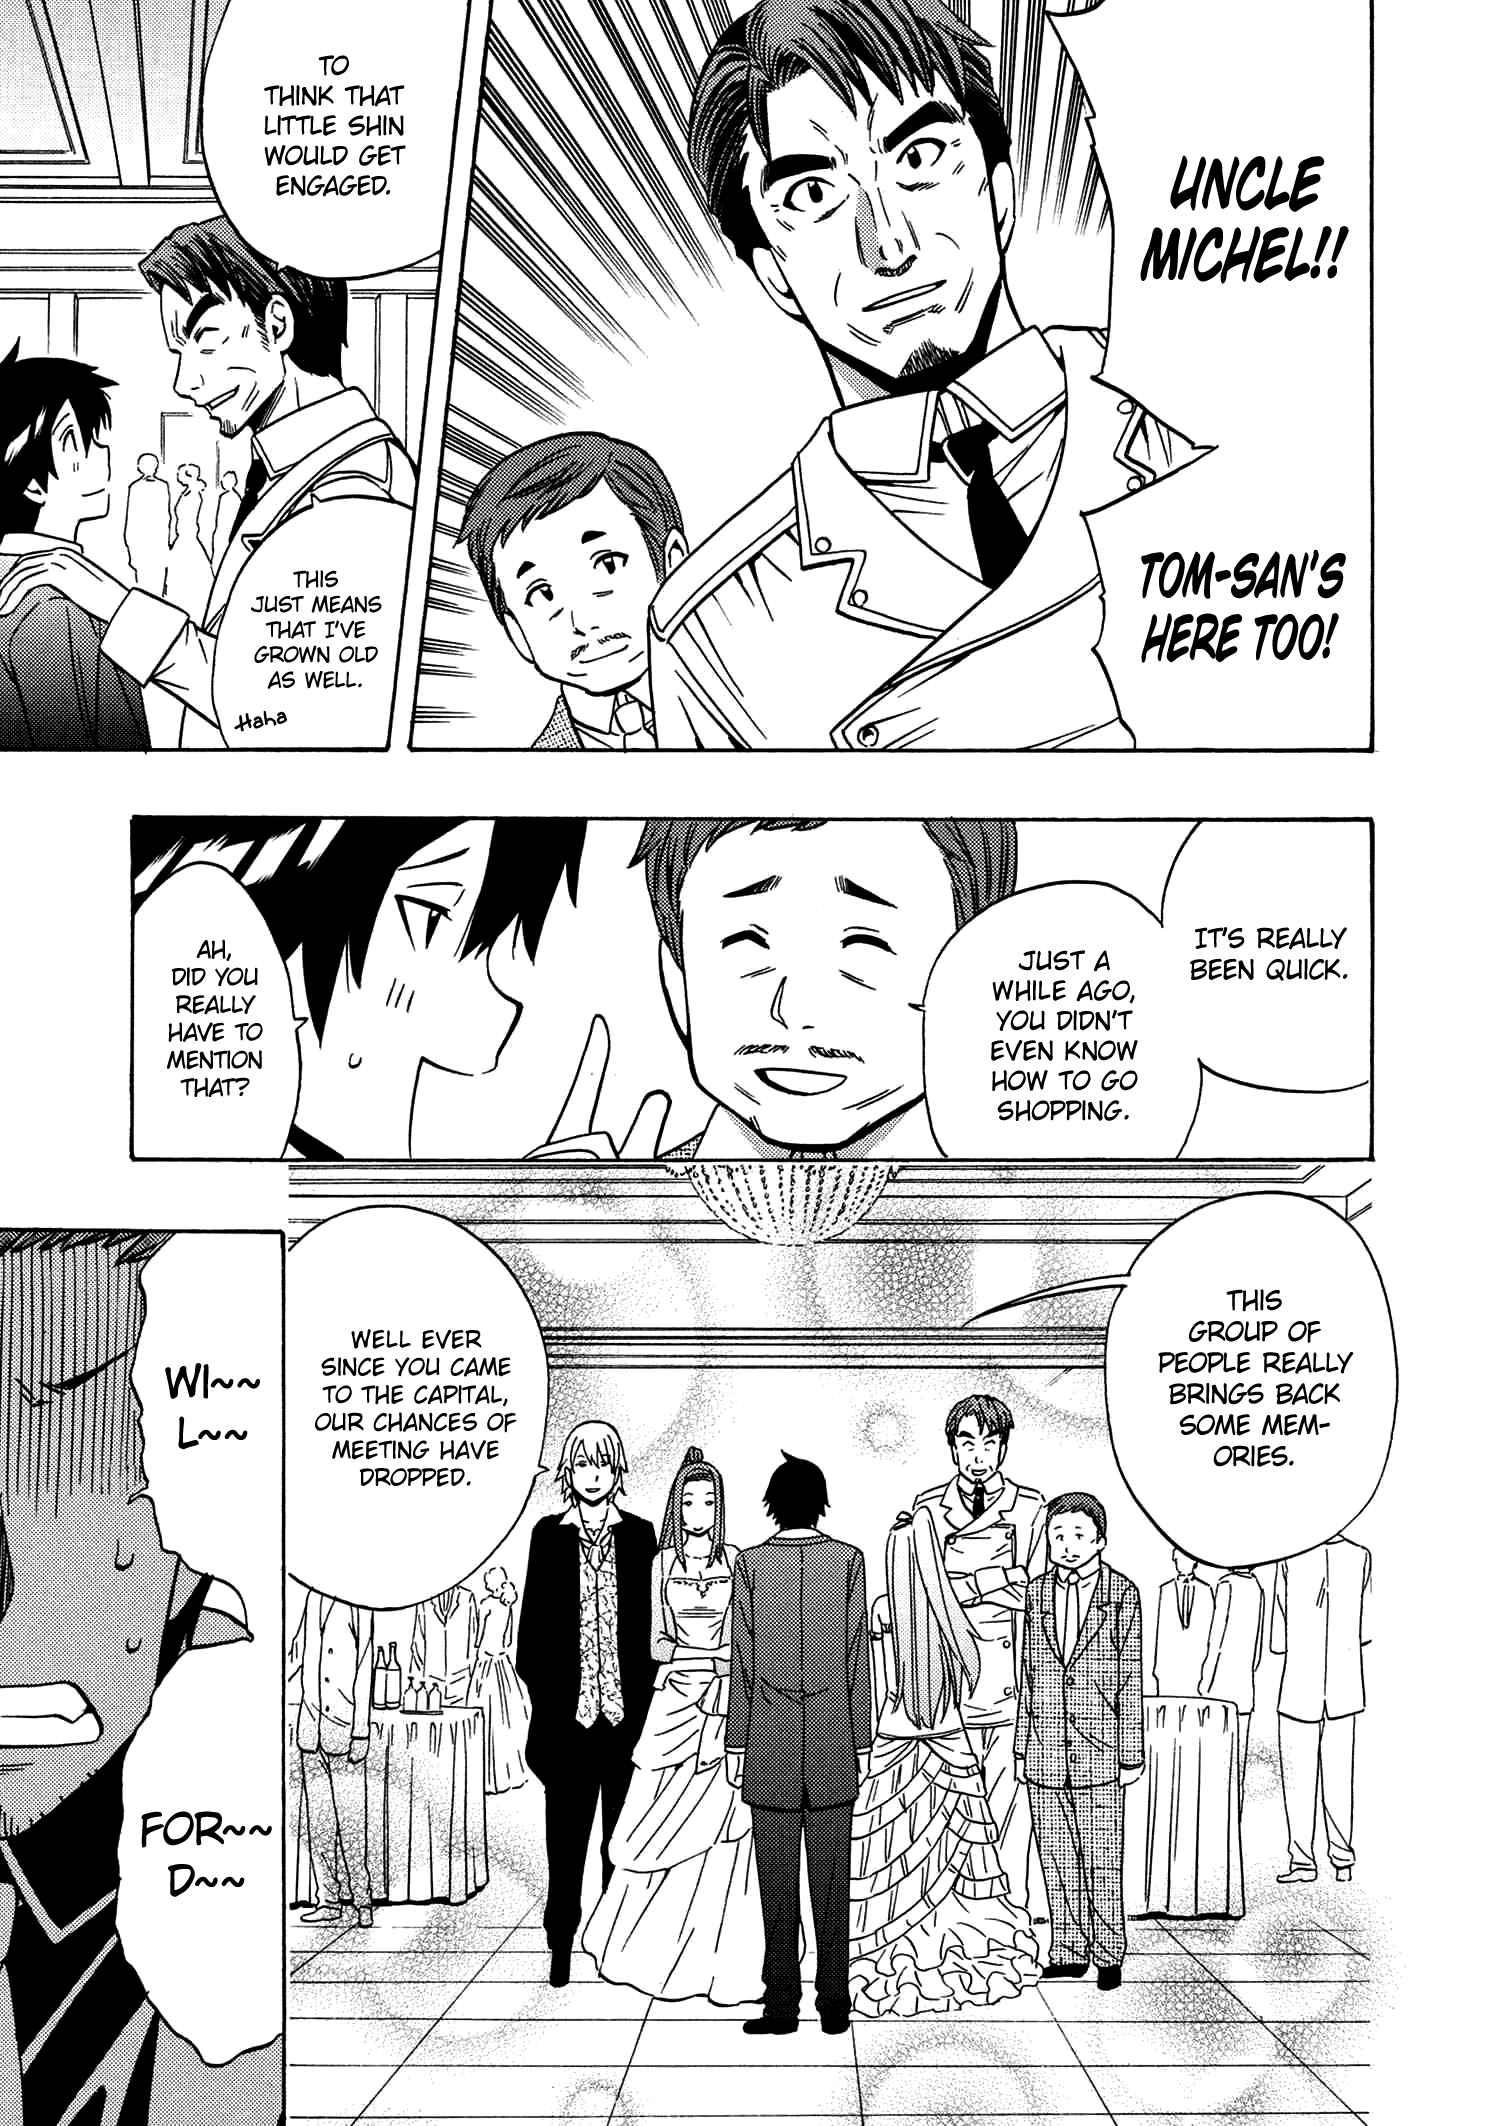 UNCLE
MICHEL!!
TOM-SAN'S
HERE TOO!
TO
THINK THAT
LITTLE SHIN
WOULD GET
ENGAGED.
THIS
JUST MEANS
THAT I'VE
GROWN OLD
AS WELL.
Haha
IT'S REALLY
BEEN QUICK.
JUST A
WHILE AGO,
YOU DIDN'T
EVEN KNOW
HOW TO GO
SHOPPING.
AH,
DID YOU
REALLY
HAVE TO
MENTION
THAT?
THIS
GROUP OF
PEOPLE REALLY
BRINGS BACK
SOME MEM-
ORIES.
WELL EVER
SINCE YOU CAME
TO THE CAPITAL,
OUR CHANCES OF
MEETING HAVE
DROPPED.
WI~~
L~~
FOR~~
D~~